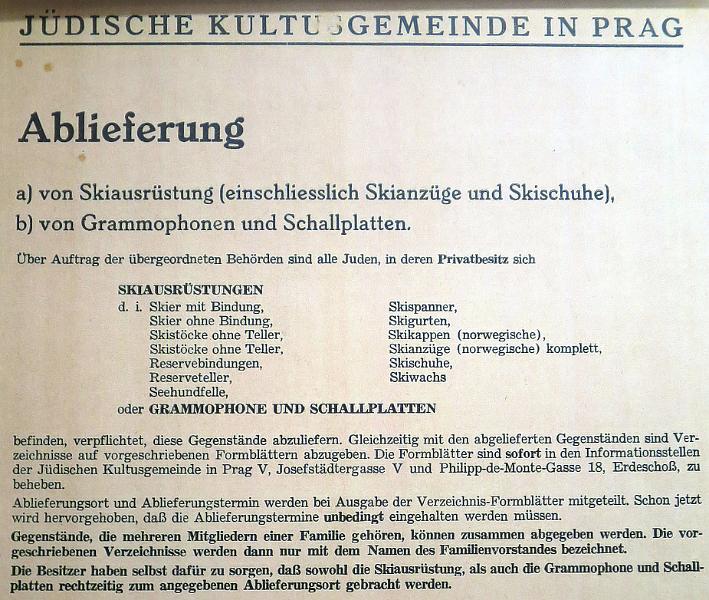 JÜDISCHE KULTUSGEMEINDE IN PRAG
Ablieferung
a) von Skiausrüstung (einschliesslich Skianzüge und Skischuhe),
b) von Grammophonen und Schallplatten.
Über Auftrag der übergeordneten Behörden sind alle Juden, in deren Privatbesitz sich
SKIAUSRÜSTUNGEN
d. i. Skier mit Bindung,
Skier ohne Bindung,
Skistöcke ohne Teller,
Skistöcke ohne Teller,
Reservebindungen,
Reserveteller,
Seehundfelle,
Skispanner,
Skigurten,
Skikappen (norwegische),
Skianzüge (norwegische) komplett,
Skischuhe,
Skiwachs
oder GRAMMOPHONE UND SCHALLPLATTEN
befinden, verpflichtet, diese Gegenstände abzuliefern. Gleichzeitig mit den abgelieferten Gegenständen sind Ver-
zeichnisse auf vorgeschriebenen Formblättern abzugeben. Die Formblätter sind sofort in den Informationsstellen
der Jüdischen Kultusgemeinde in Prag V, Josefstädtergasse V und Philipp-de-Monte-Gasse 18, Erdeschoß, zu
beheben.
Ablieferungsort und Ablieferungstermin werden bei Ausgabe der Verzeichnis-Formblätter mitgeteilt. Schon jetzt
wird hervorgehoben, daß die Ablieferungstermine unbedingt eingehalten werden müssen.
Gegenstände, die mehreren Mitgliedern einer Familie gehören, können zusammen abgegeben werden. Die vor-
geschriebenen Verzeichnisse werden dann nur mit dem Namen des Familienvorstandes bezeichnet.
Die Besitzer haben selbst dafür zu sorgen, daß sowohl die Skiausrüstung, als auch die Grammophone und Schall-
platten rechtzeitig zum angegebenen Ablieferungsort gebracht werden.